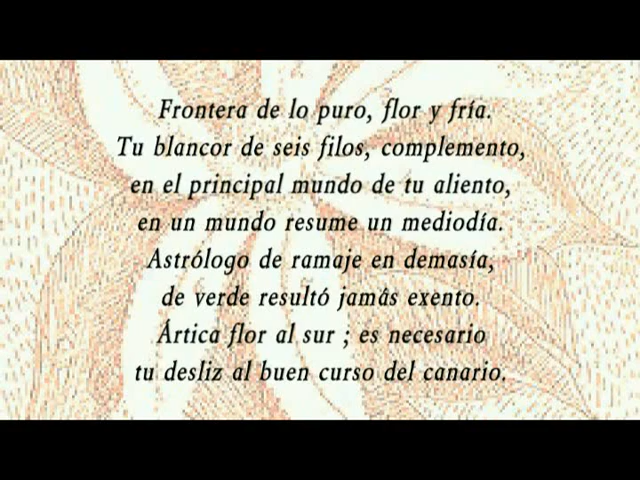 Frontera de lo puro, flor y fría.
Tu blancor de seis filos, complemento,
en el principal mundo de tu aliento,
en un mundo resume un mediodía.
Astrólogo de ramaje en demasía,
de verde resultó jamás exento.
Ártica flor al sur ; es necesario
tu desliz al buen curso del canario.